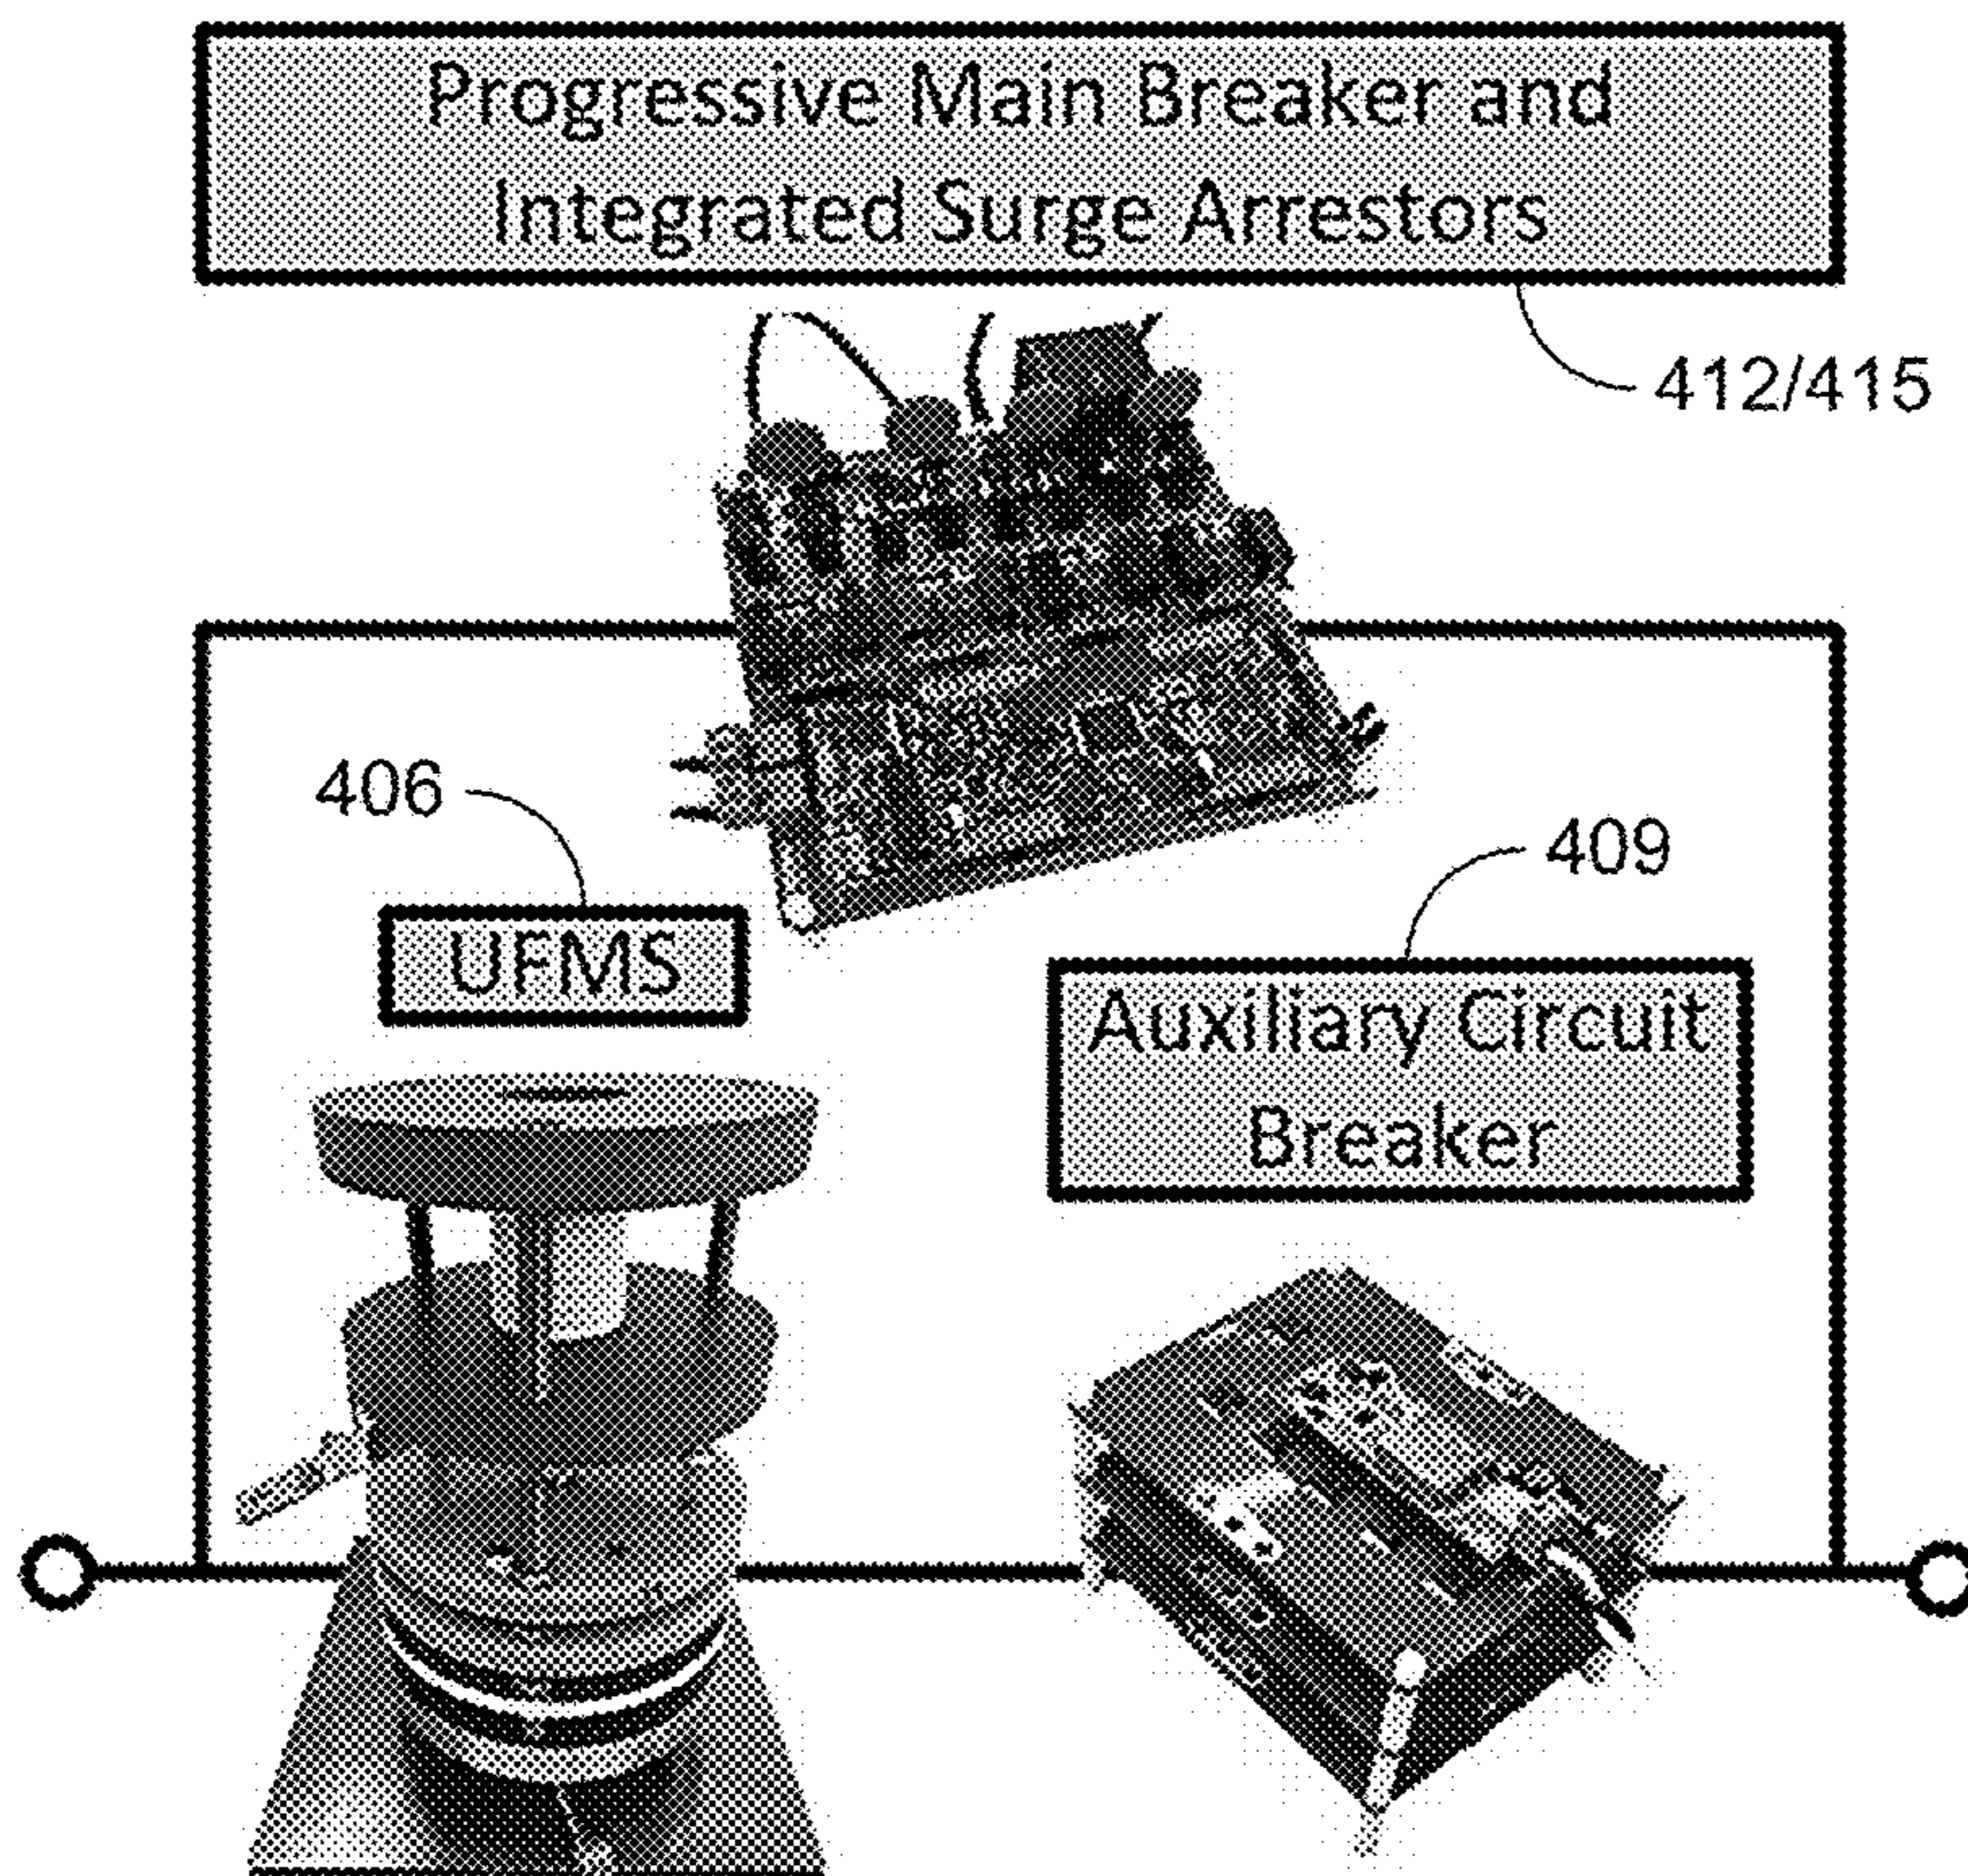 Progressive Main Breaker and
Integrated Surge Arrestors
412/415
406
409
UFMS
Auxiliary Circuit
Breaker